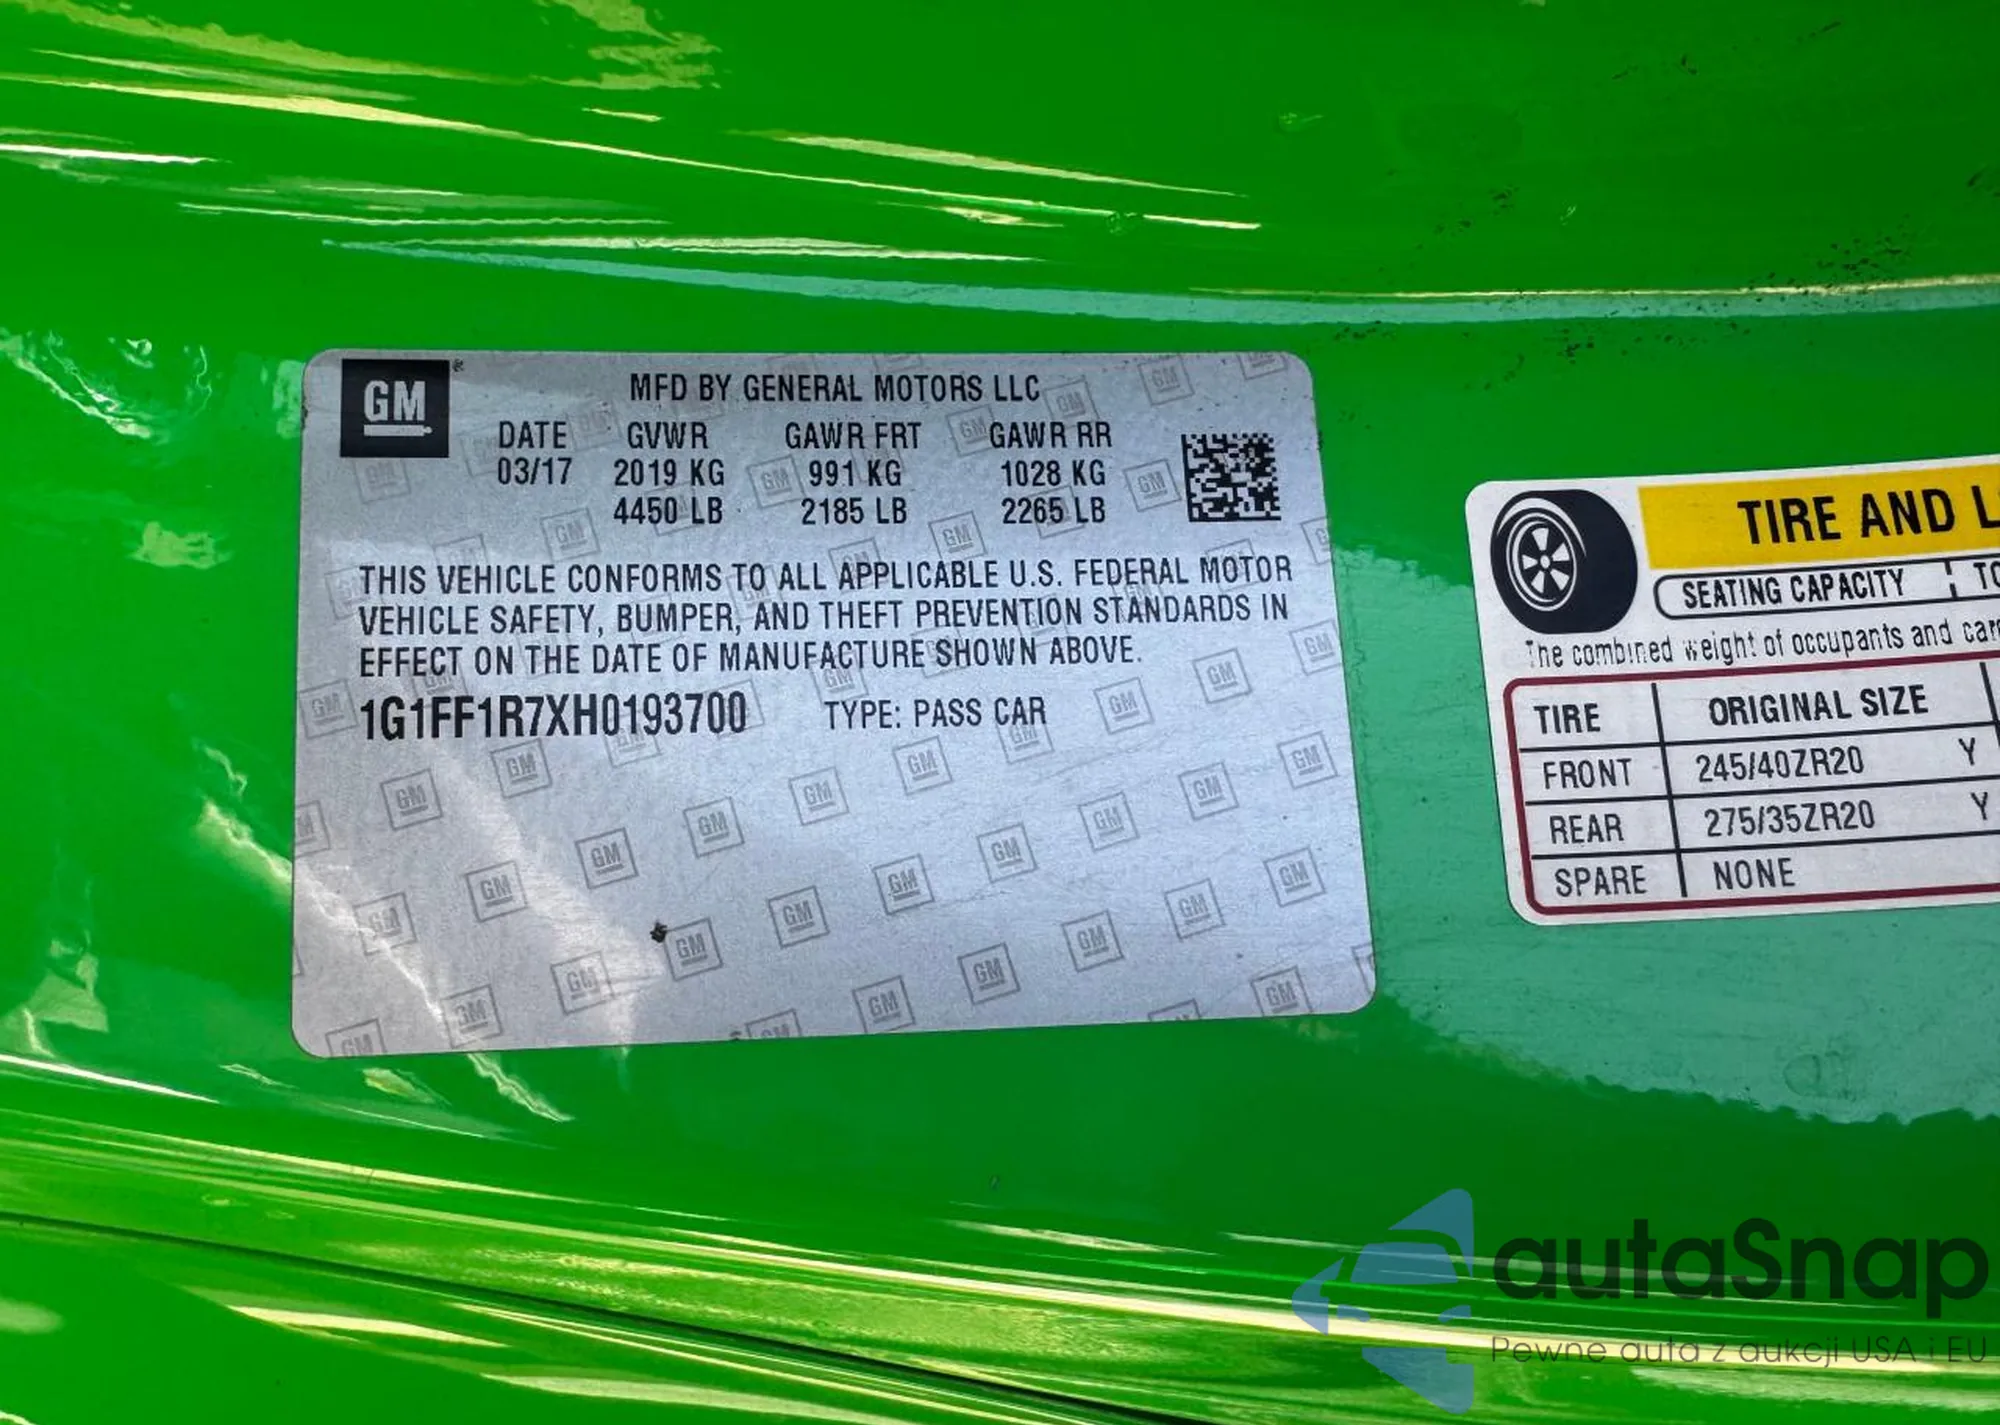 GM
MFD BY GENERAL MOTORS LLC
DATE GVWR GAWR FRT GAWR RR
03/17 2019 KG 991 KG 1028 KG
4450 LB 2185 LB 2265 LB
THIS VEHICLE CONFORMS TO ALL APPLICABLE U.S. FEDERAL MOTOR
VEHICLE SAFETY, BUMPER, AND THEFT PREVENTION STANDARDS IN
EFFECT ON THE DATE OF MANUFACTURE SHOWN ABOVE.
1G1FF1R7XH0193700 TYPE: PASS CAR
TIRE AND
SEATING CAPACITY
The combined weight of occupants and
TIRE ORIGINAL SIZE
FRONT 245/40ZR20 Y
REAR 275/35ZR20 Y
SPARE NONE
autaSnap
Pewne auta z aukcji USA i EU